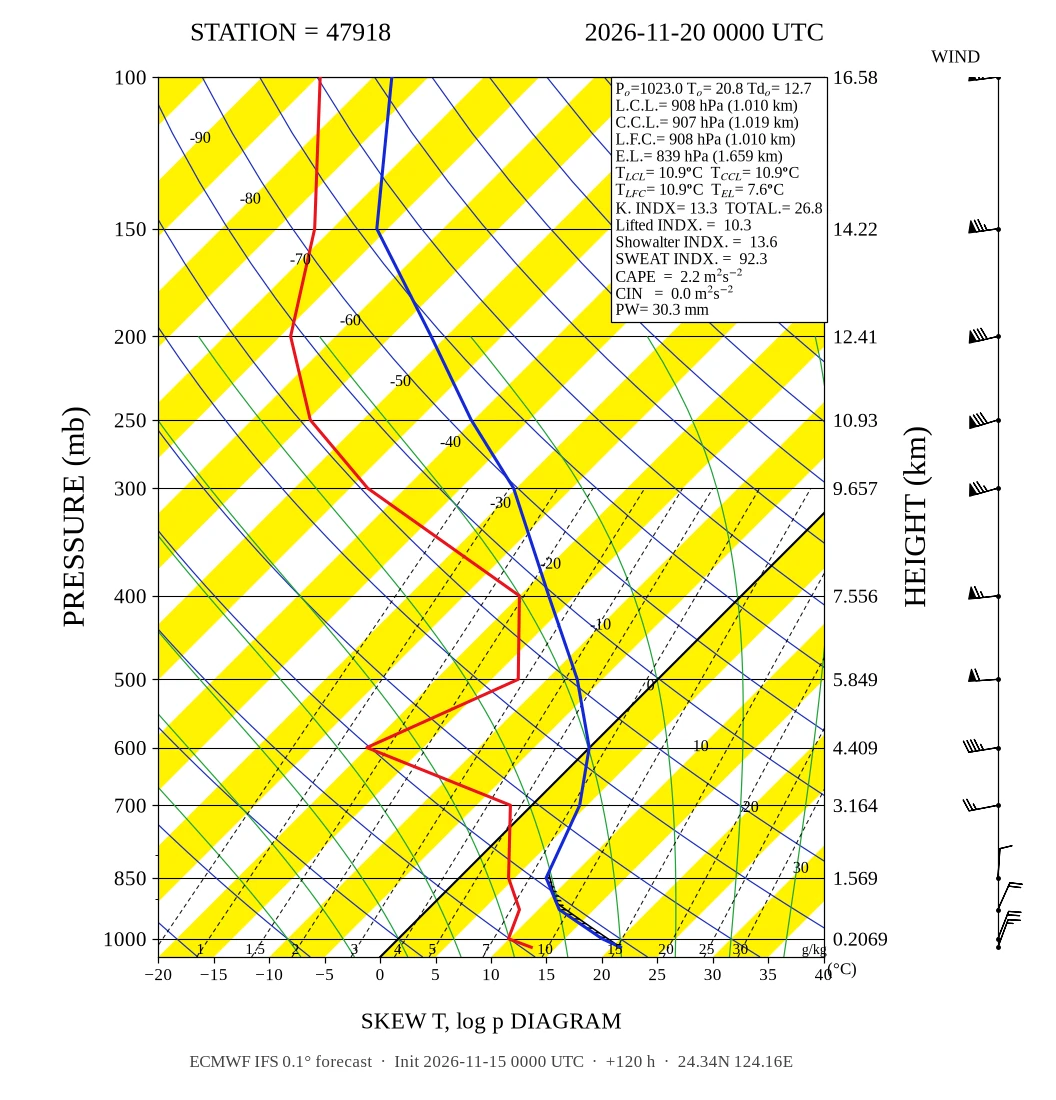 STATION = 47918 2026-11-20 0000 UTC
WIND
100 16.58
P₀=1023.0 T₀= 20.8 Td₀= 12.7
L.C.L.= 908 hPa (1.010 km)
C.C.L.= 907 hPa (1.019 km)
L.F.C.= 908 hPa (1.010 km)
E.L.= 839 hPa (1.659 km)
T_LCL= 10.9°C T_CCL= 10.9°C
T_LFC= 10.9°C T_EL= 7.6°C
K. INDX= 13.3 TOTAL.= 26.8
Lifted INDX. = 10.3
Showalter INDX. = 13.6
SWEAT INDX. = 92.3
CAPE = 2.2 m²s⁻²
CIN = 0.0 m²s⁻²
PW= 30.3 mm
-90
-80
150 14.22
-70
-60
200 12.41
-50
250 10.93
-40
300 9.657
-30
PRESSURE (mb)
HEIGHT (km)
-20
400 7.556
-10
500 5.849
0
10
600 4.409
700 20 3.164
30
850 1.569
1000 0.2069
1 1.5 2 3 4 5 7 10 15 20 25 30 g/kg
−20 −15 −10 −5 0 5 10 15 20 25 30 35 40 (°C)
SKEW T, log p DIAGRAM
ECMWF IFS 0.1° forecast · Init 2026-11-15 0000 UTC · +120 h · 24.34N 124.16E